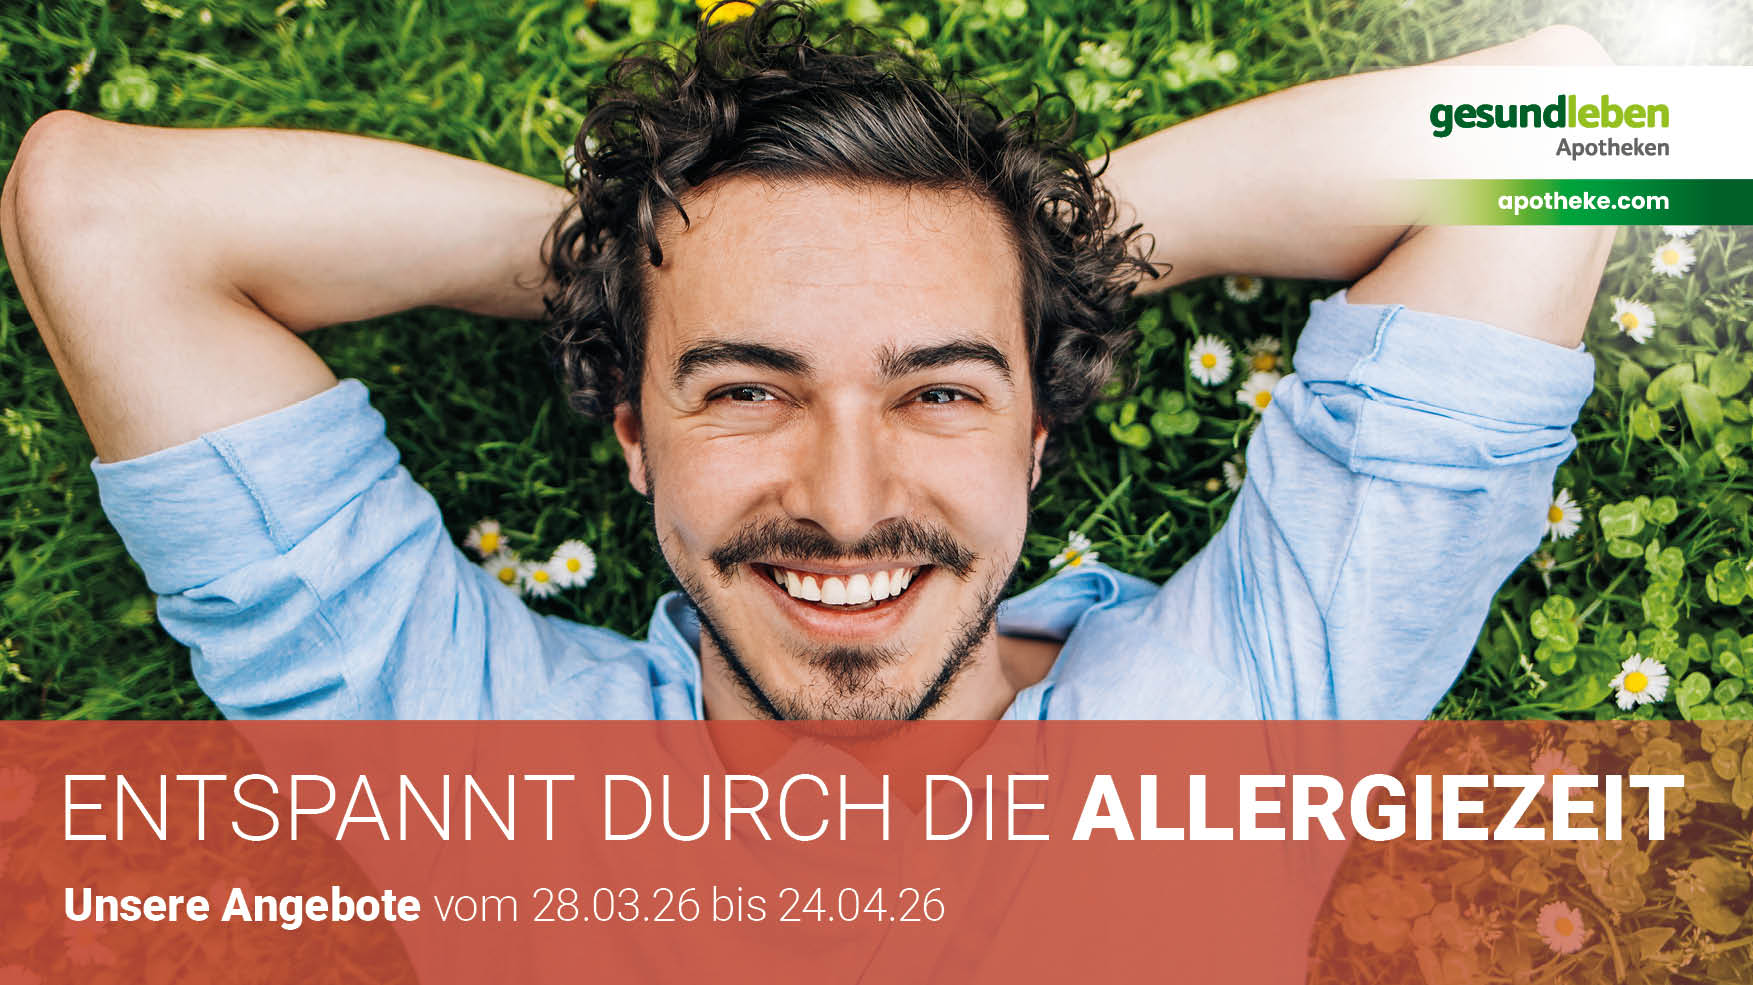 gesundleben
Apotheken
apotheke.com
ENTSPANNT DURCH DIE ALLERGIEZEIT
Unsere Angebote vom 28.03.26 bis 24.04.26